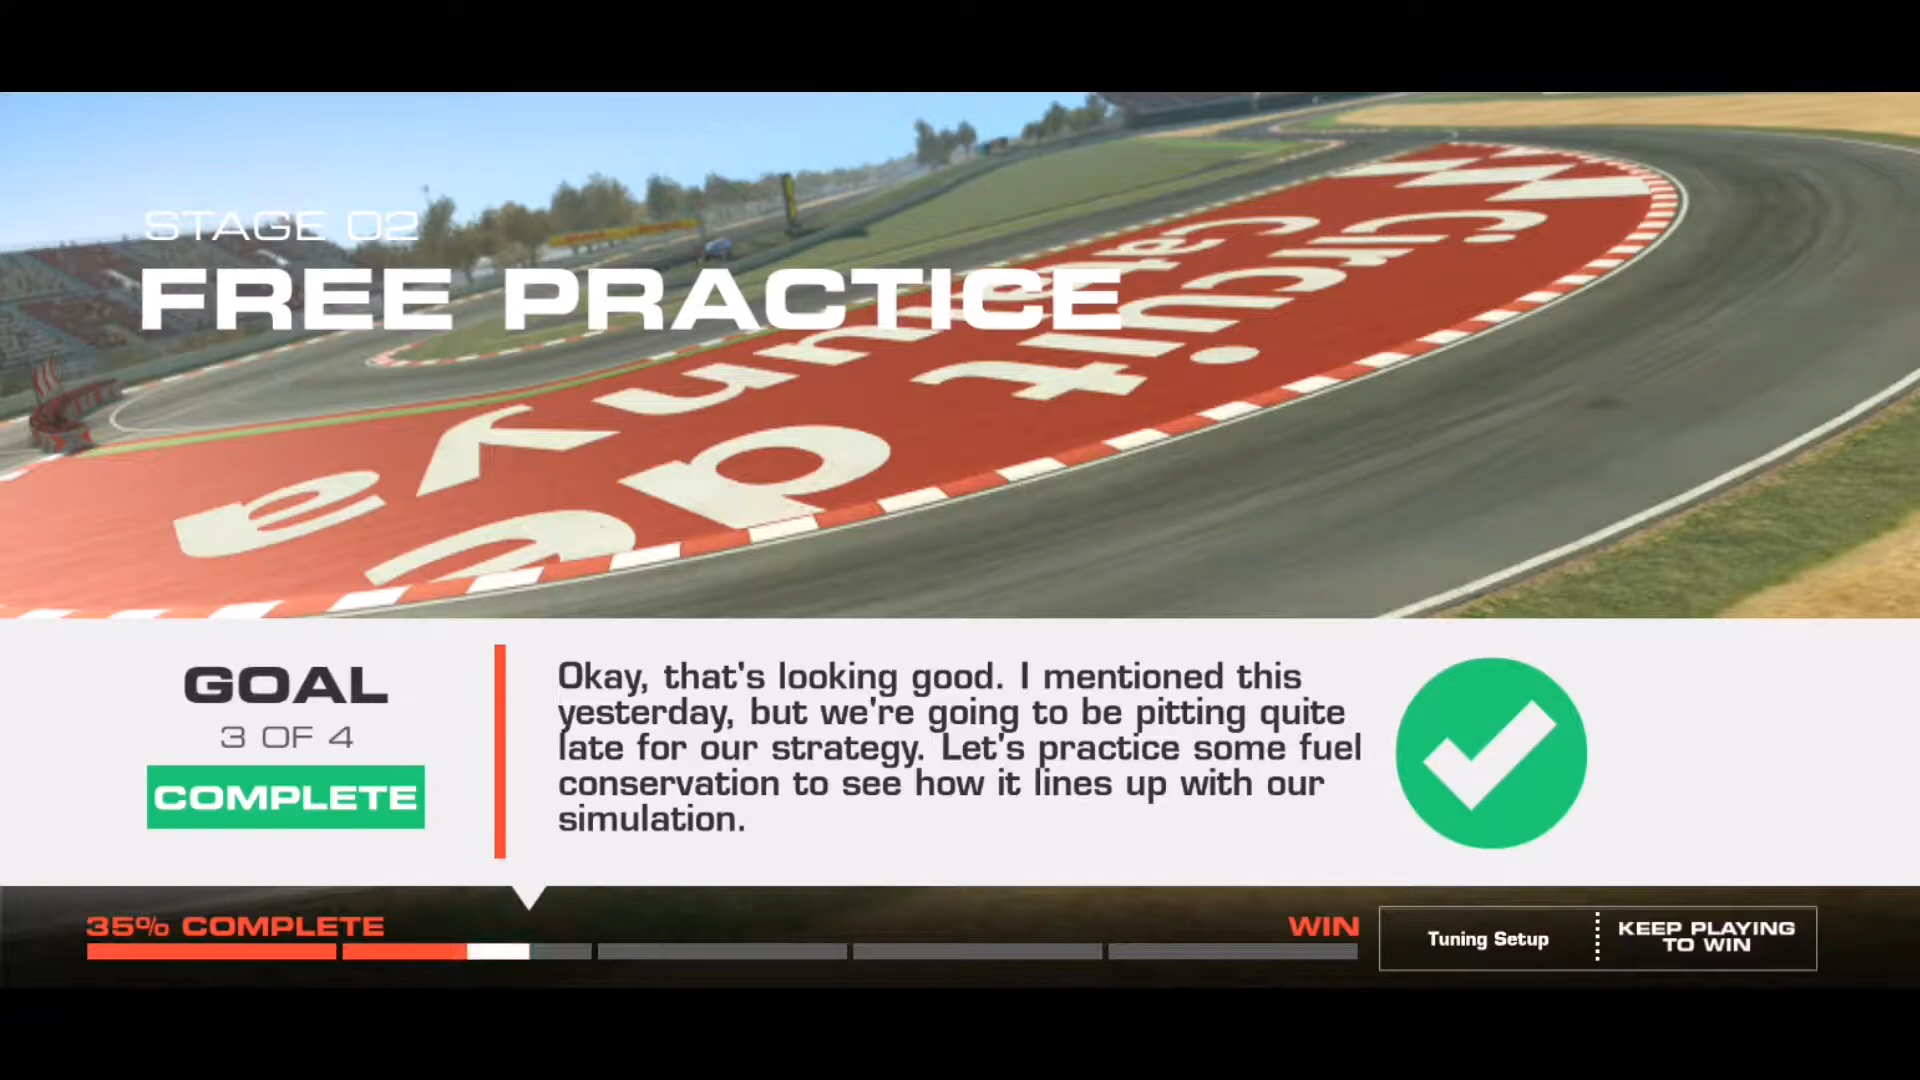 STAGE 02
FREE PRACTICE
Circuit
de
GOAL
3 OF 4
COMPLETE
Okay, that's looking good. I mentioned this
yesterday, but we're going to be pitting quite
late for our strategy. Let's practice some fuel
conservation to see how it lines up with our
simulation.
35% COMPLETE
WIN
Tuning Setup
KEEP PLAYING
TO WIN